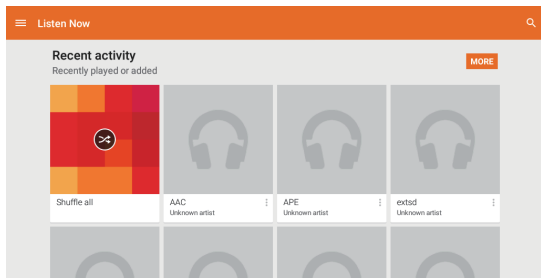 Listen Now
Recent activity
Recently played or added
MORE
Shuffle all
AAC
Unknown artist
APE
Unknown artist
extsd
Unknown artist